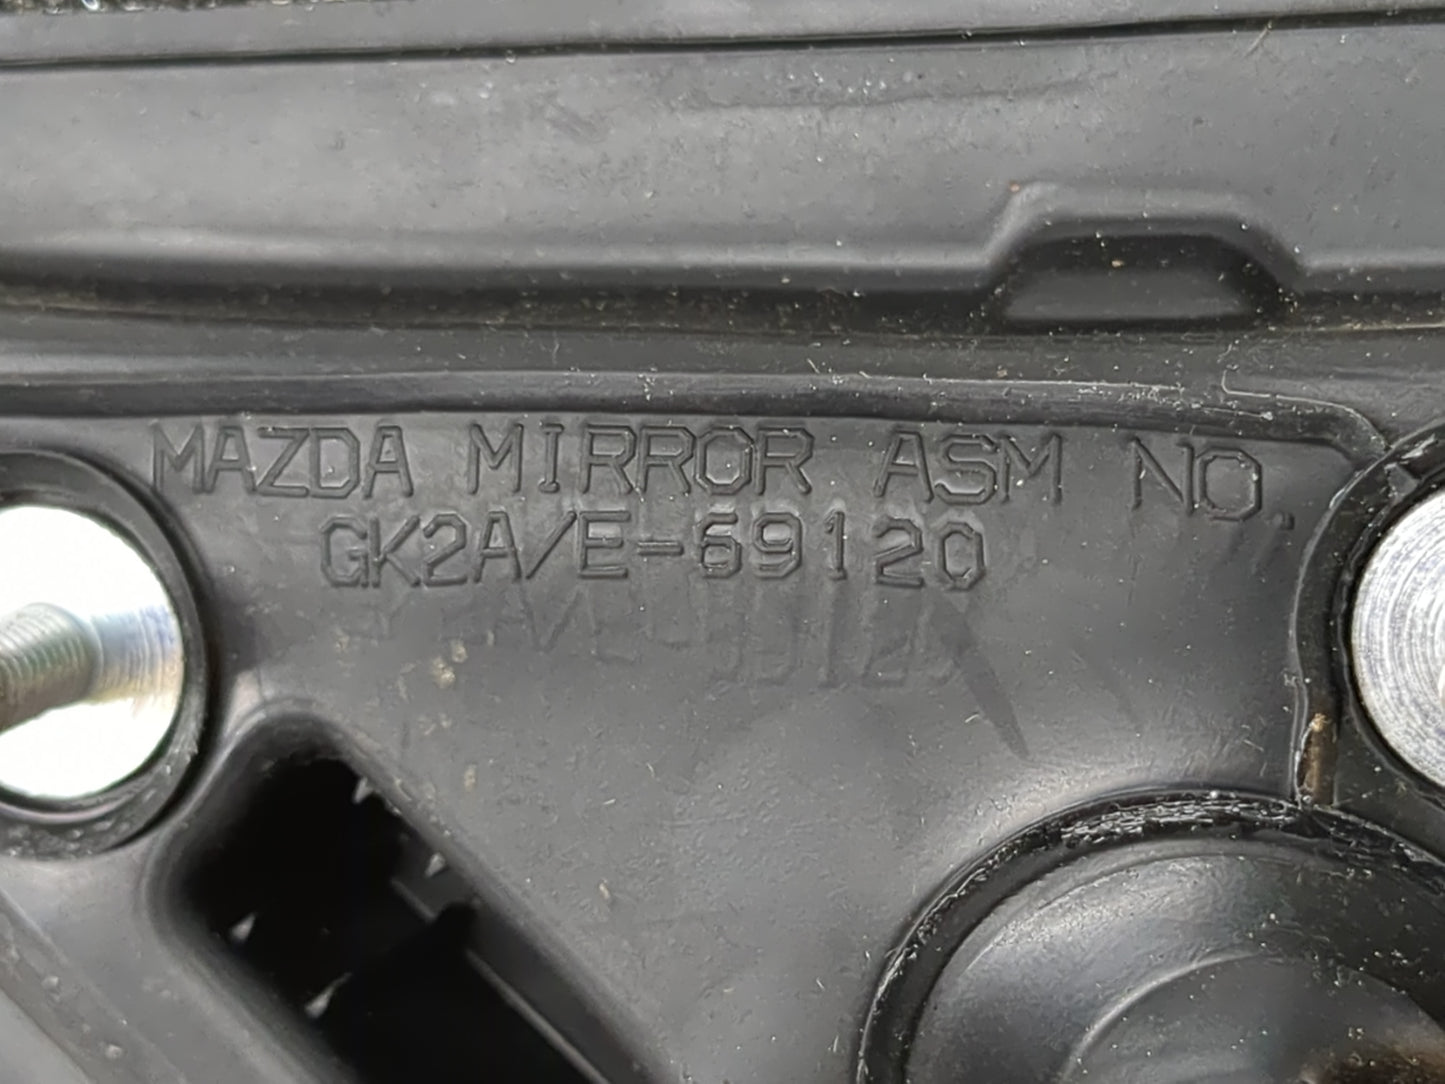 MAZDA MIRROR ASM NO.
GK2A/E-69120